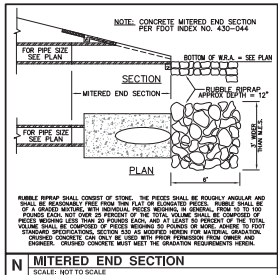 NOTE: CONCRETE MITERED END SECTION
PER FDOT INDEX NO. 430-044
FOR PIPE SIZE
SEE PLAN
BOTTOM OF W.R.A. = SEE PLAN
SECTION
RUBBLE RIPRAP
APPROX DEPTH = 12"
MITERED END SECTION
FOR PIPE SIZE
SEE PLAN
2' WIDER
THAN M.E.S.
6'
PLAN
RUBBLE RIPRAP SHALL CONSIST OF STONE. THE PIECES SHALL BE ROUGHLY ANGULAR AND
SHALL BE REASONABLY FREE FROM THIN FLAT OR ELONGATED PIECES. RUBBLE SHALL BE
OF A GRADED MIXTURE, WITH INDIVIDUAL PIECES WEIGHING, IN GENERAL, FROM 10 TO 100
POUNDS EACH. NOT OVER 25 PERCENT OF THE TOTAL VOLUME SHALL BE COMPOSED OF
PIECES WEIGHING LESS THAN 20 POUNDS EACH, AND AT LEAST 50 PERCENT OF THE TOTAL
VOLUME SHALL BE COMPOSED OF PIECES WEIGHING 50 POUNDS OR MORE. ADHERE TO FDOT
STANDARD SPECIFICATIONS, SECTION 530 AS MODIFIED HEREIN FOR MATERIAL GRADATION.
CRUSHED CONCRETE CAN ONLY BE USED WITH PRIOR PERMISSION FROM OWNER AND
ENGINEER. CRUSHED CONCRETE MUST MEET THE GRADATION REQUIREMENTS HEREIN.
N MITERED END SECTION
SCALE: NOT TO SCALE